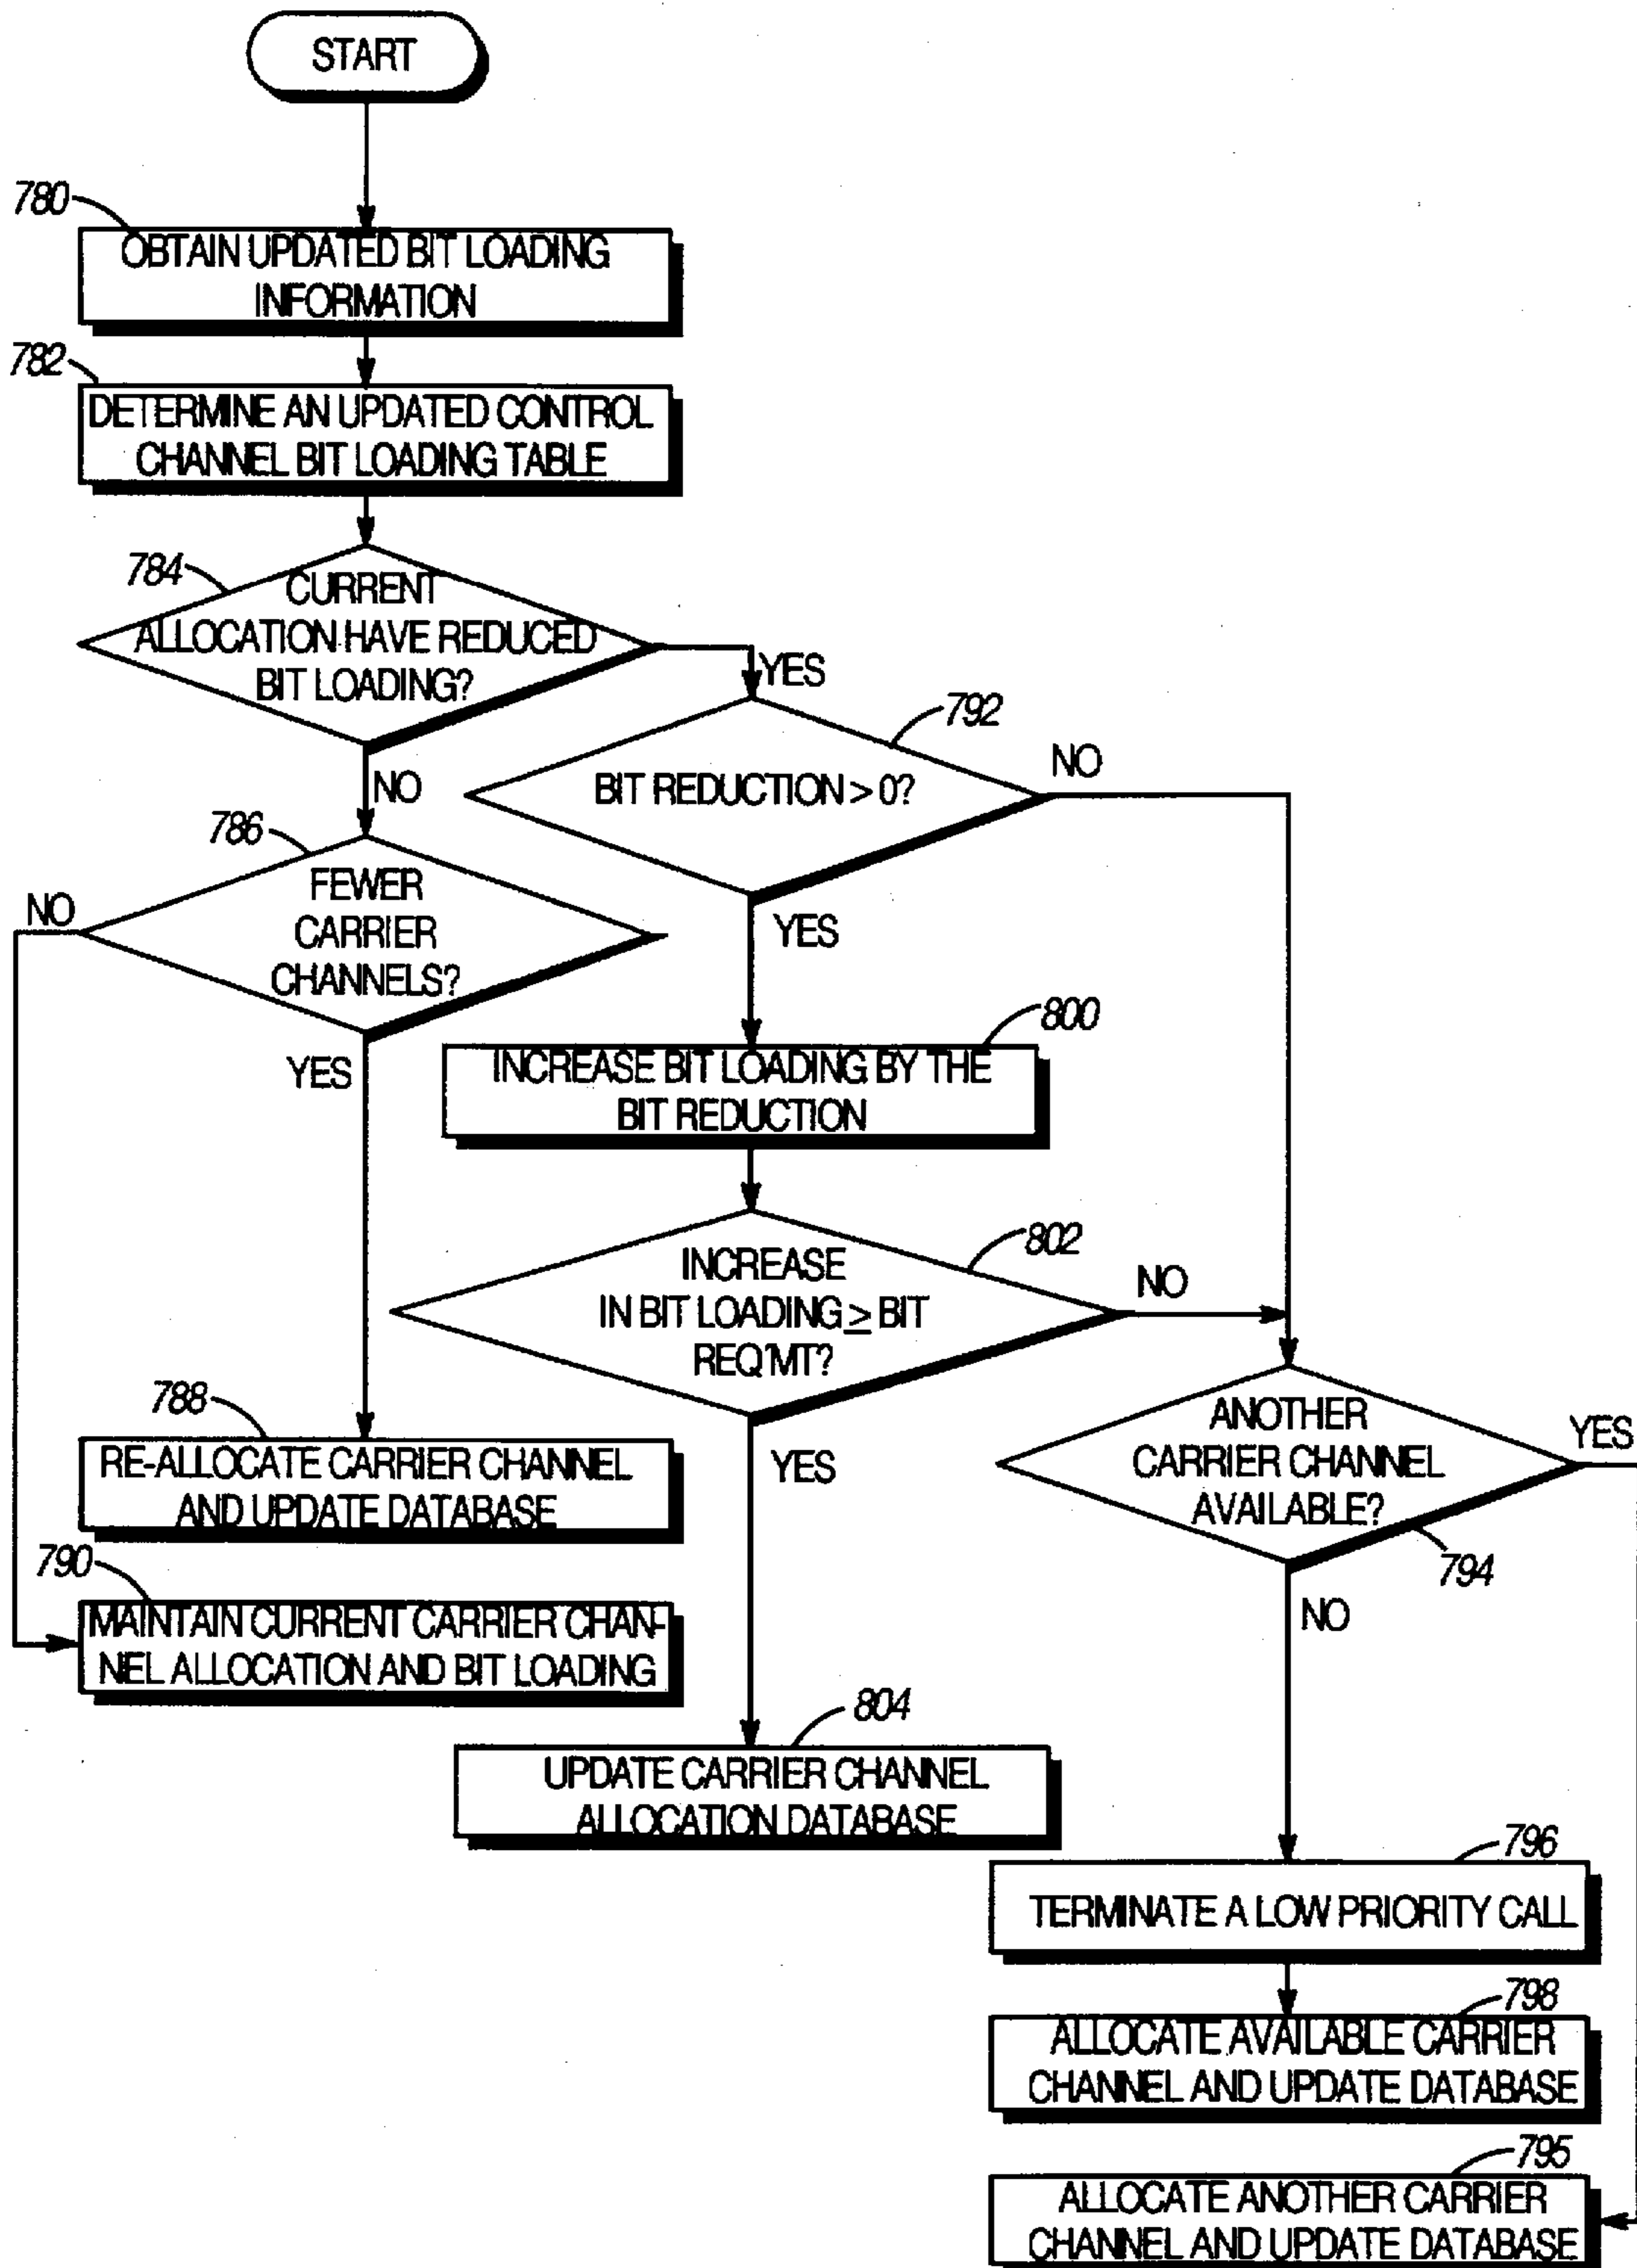 START
780
OBTAIN UPDATED BIT LOADING
INFORMATION
782
DETERMINE AN UPDATED CONTROL
CHANNEL BIT LOADING TABLE
784
CURRENT
ALLOCATION HAVE REDUCED
BIT LOADING?
YES
NO
792
BIT REDUCTION > 0?
NO
YES
786
FEWER
CARRIER
CHANNELS?
NO
YES
800
INCREASE BIT LOADING BY THE
BIT REDUCTION
802
INCREASE
IN BIT LOADING ≥ BIT
REQ'MT?
NO
YES
788
RE-ALLOCATE CARRIER CHANNEL
AND UPDATE DATABASE
790
MAINTAIN CURRENT CARRIER CHAN-
NEL ALLOCATION AND BIT LOADING
804
UPDATE CARRIER CHANNEL
ALLOCATION DATABASE
ANOTHER
CARRIER CHANNEL
AVAILABLE?
YES
794
NO
796
TERMINATE A LOW PRIORITY CALL
798
ALLOCATE AVAILABLE CARRIER
CHANNEL AND UPDATE DATABASE
795
ALLOCATE ANOTHER CARRIER
CHANNEL AND UPDATE DATABASE